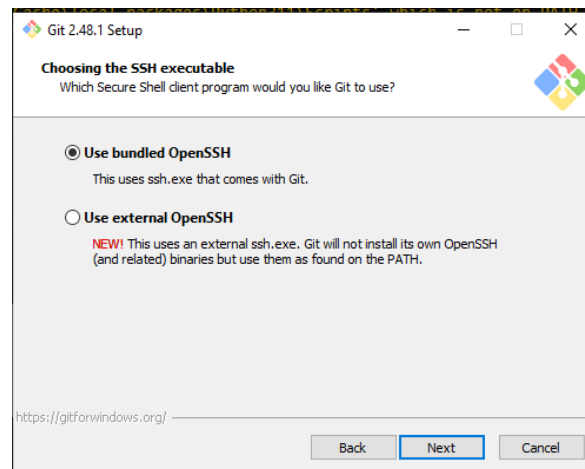 Git 2.48.1 Setup
Choosing the SSH executable
Which Secure Shell client program would you like Git to use?
Use bundled OpenSSH
This uses ssh.exe that comes with Git.
Use external OpenSSH
NEW! This uses an external ssh.exe. Git will not install its own OpenSSH
(and related) binaries but use them as found on the PATH.
https://gitforwindows.org/
Back Next Cancel